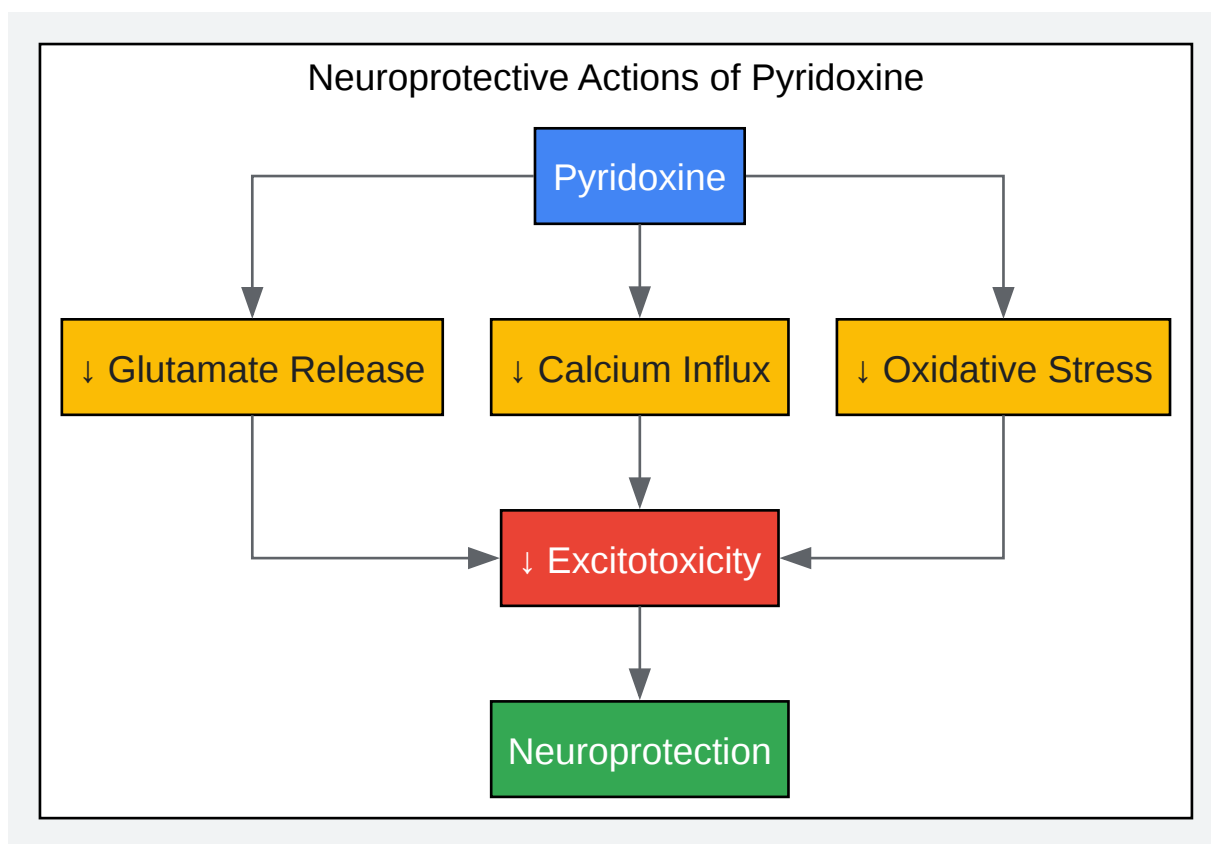 Neuroprotective Actions of Pyridoxine
Pyridoxine
↓ Glutamate Release
↓ Calcium Influx
↓ Oxidative Stress
↓ Excitotoxicity
Neuroprotection